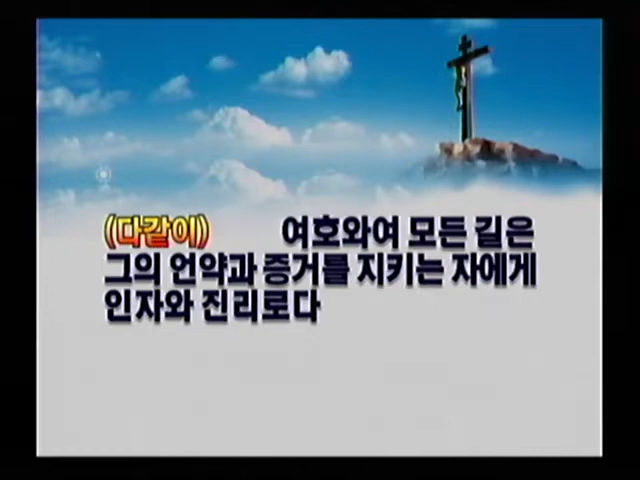 (다같이) 여호와여 모든 길은
그의 언약과 증거를 지키는 자에게
인자와 진리로다